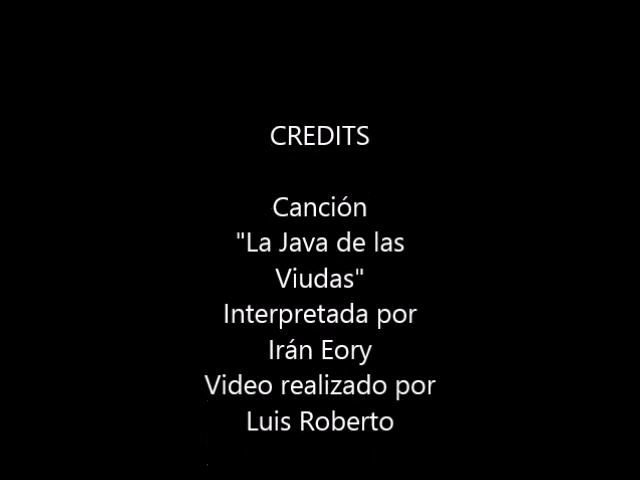 CREDITS
Canción
"La Java de las
Viudas"
Interpretada por
Irán Eory
Video realizado por
Luis Roberto